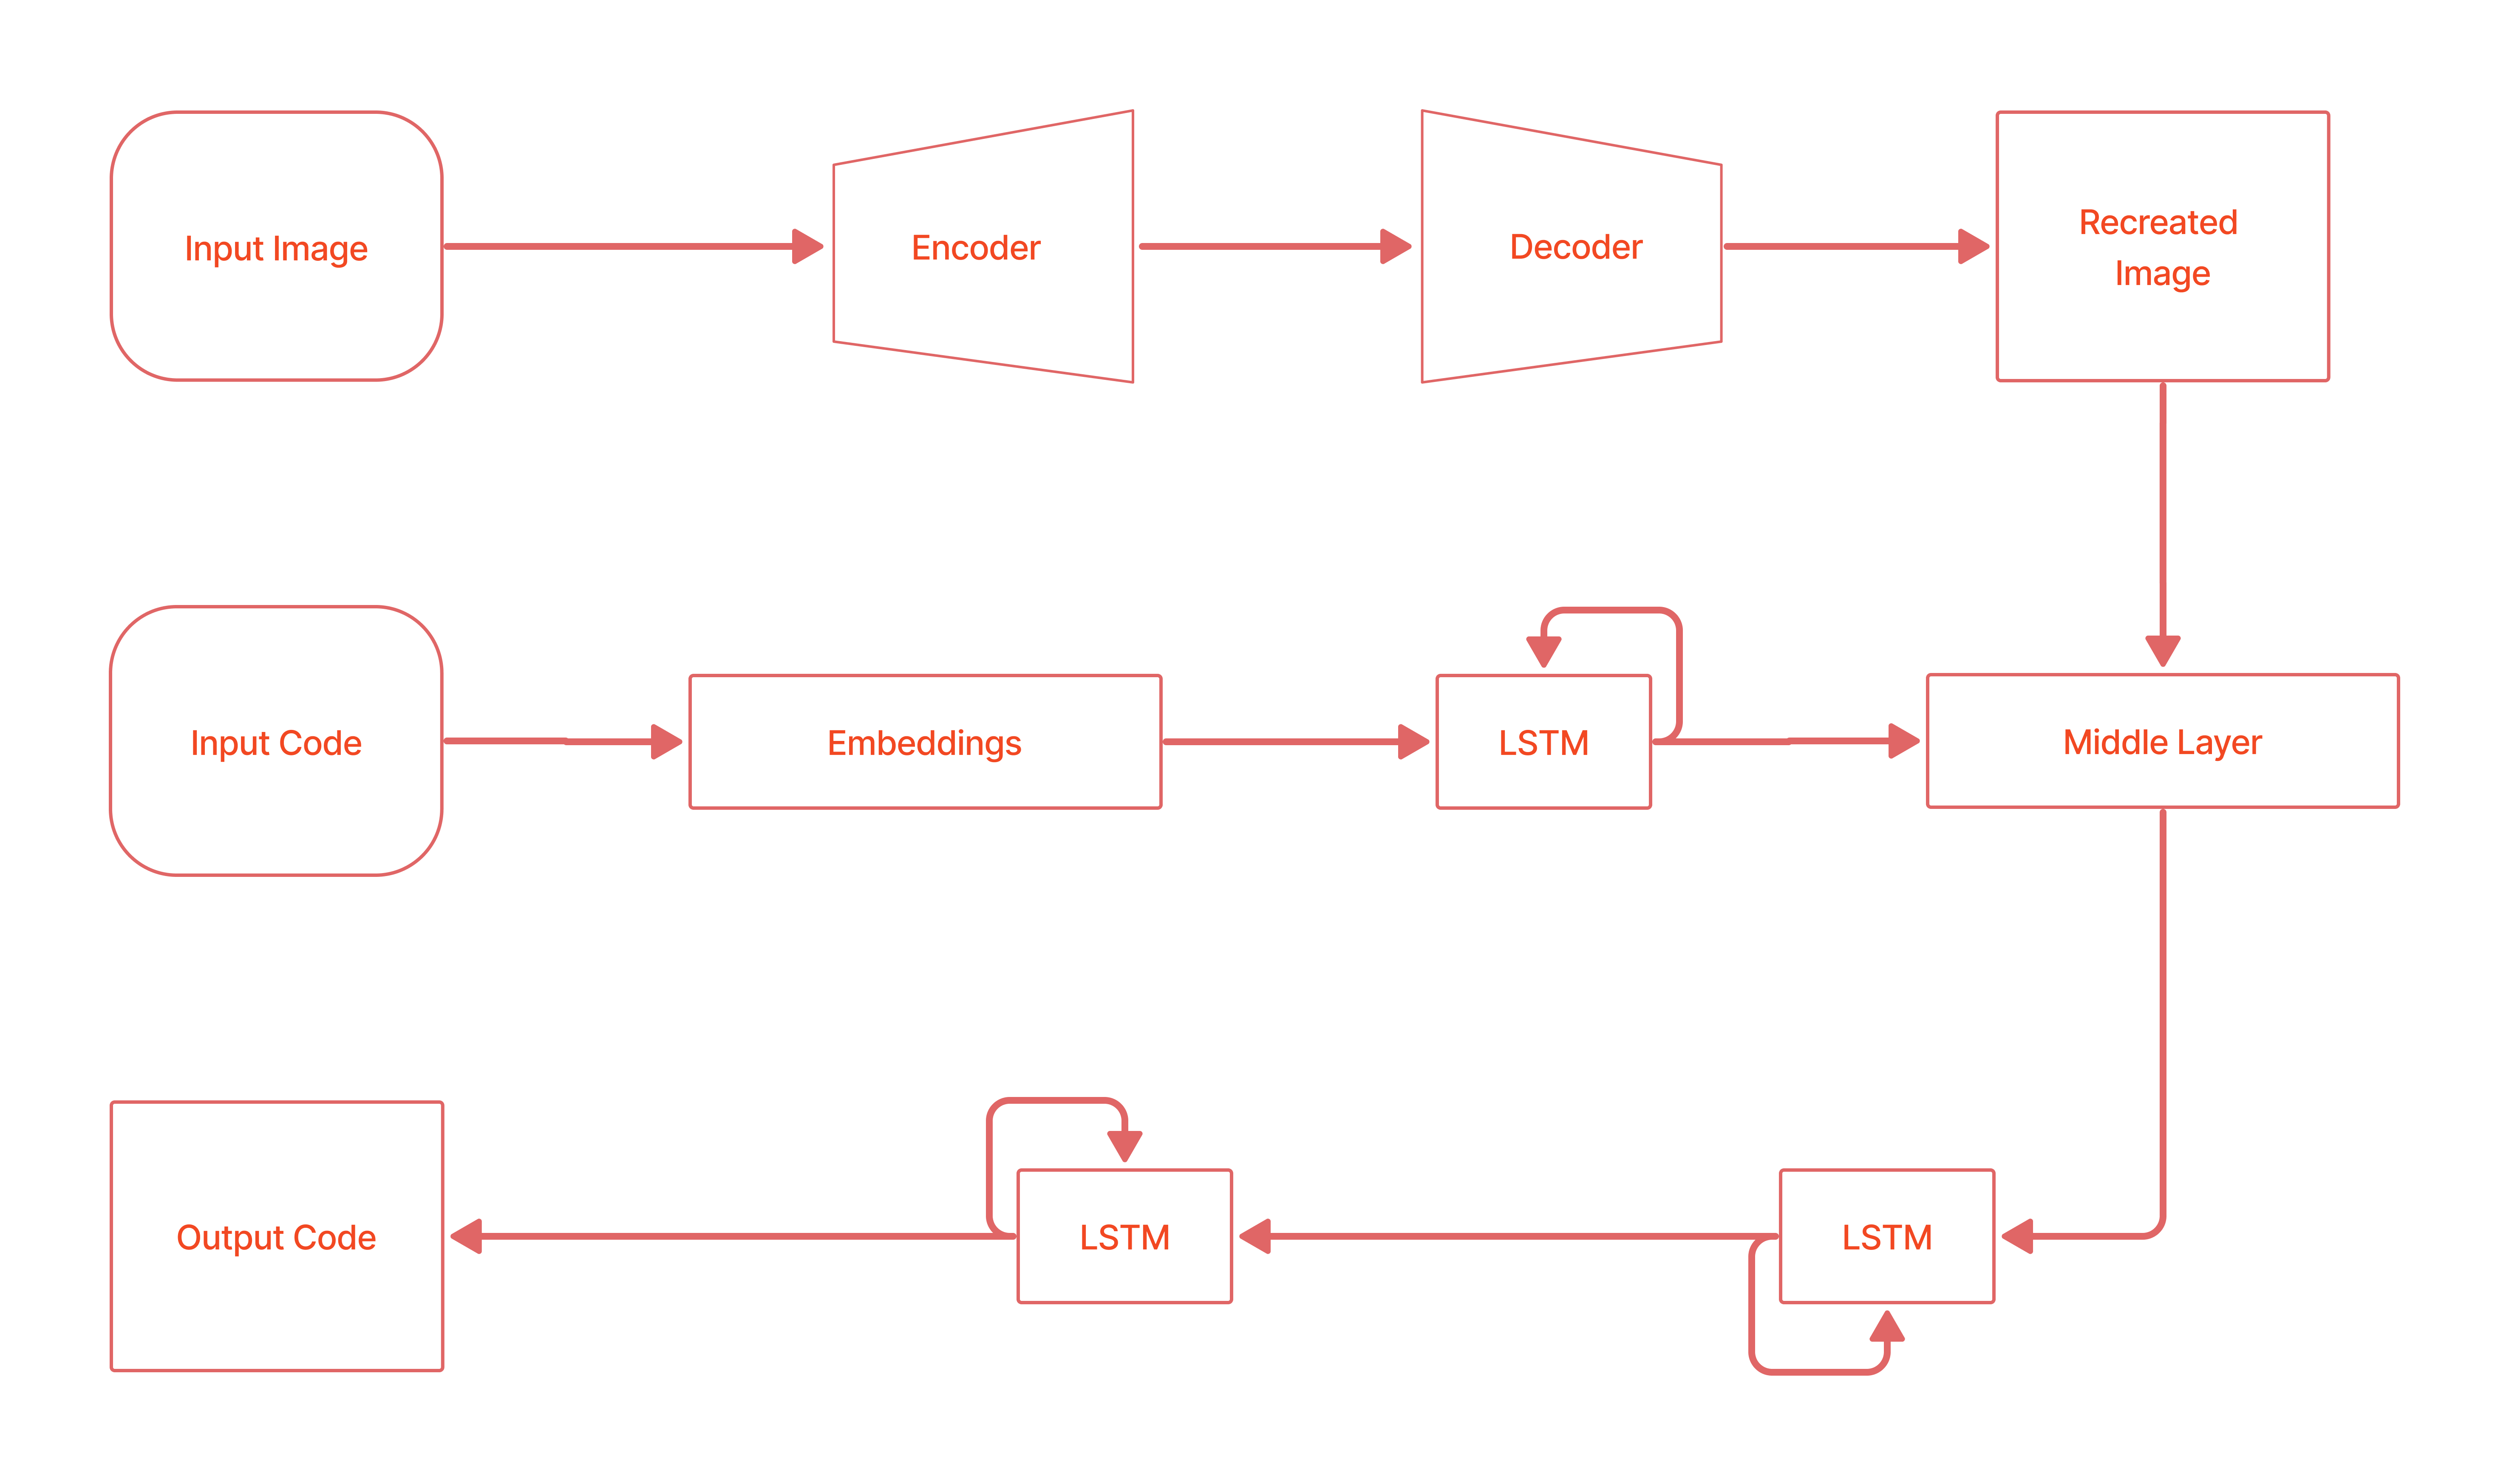 Input Image
Encoder
Decoder
Recreated
Image
Input Code
Embeddings
LSTM
Middle Layer
Output Code
LSTM
LSTM